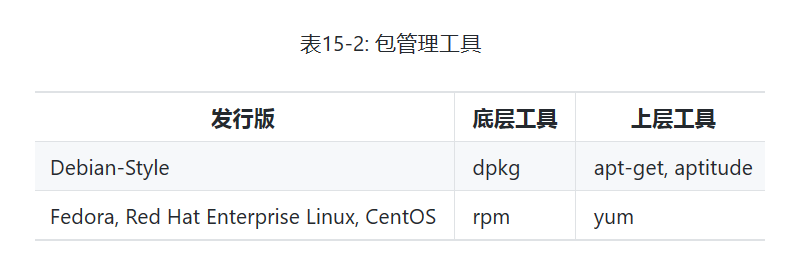 表15-2: 包管理工具
发行版 底层工具 上层工具
Debian-Style dpkg apt-get, aptitude
Fedora, Red Hat Enterprise Linux, CentOS rpm yum